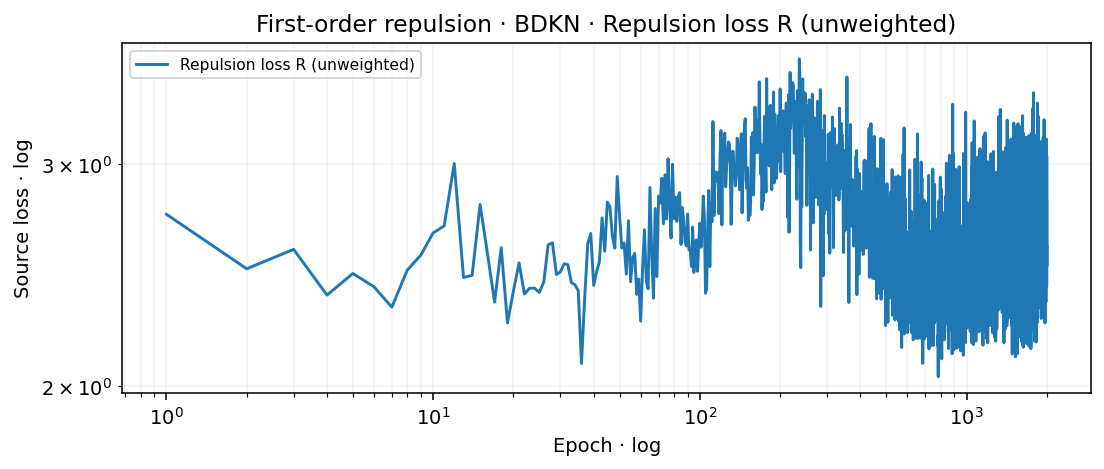 First-order repulsion · BDKN · Repulsion loss R (unweighted)
Repulsion loss R (unweighted)
Source loss · log
3 × 10⁰
2 × 10⁰
10⁰ 10¹ 10² 10³
Epoch · log